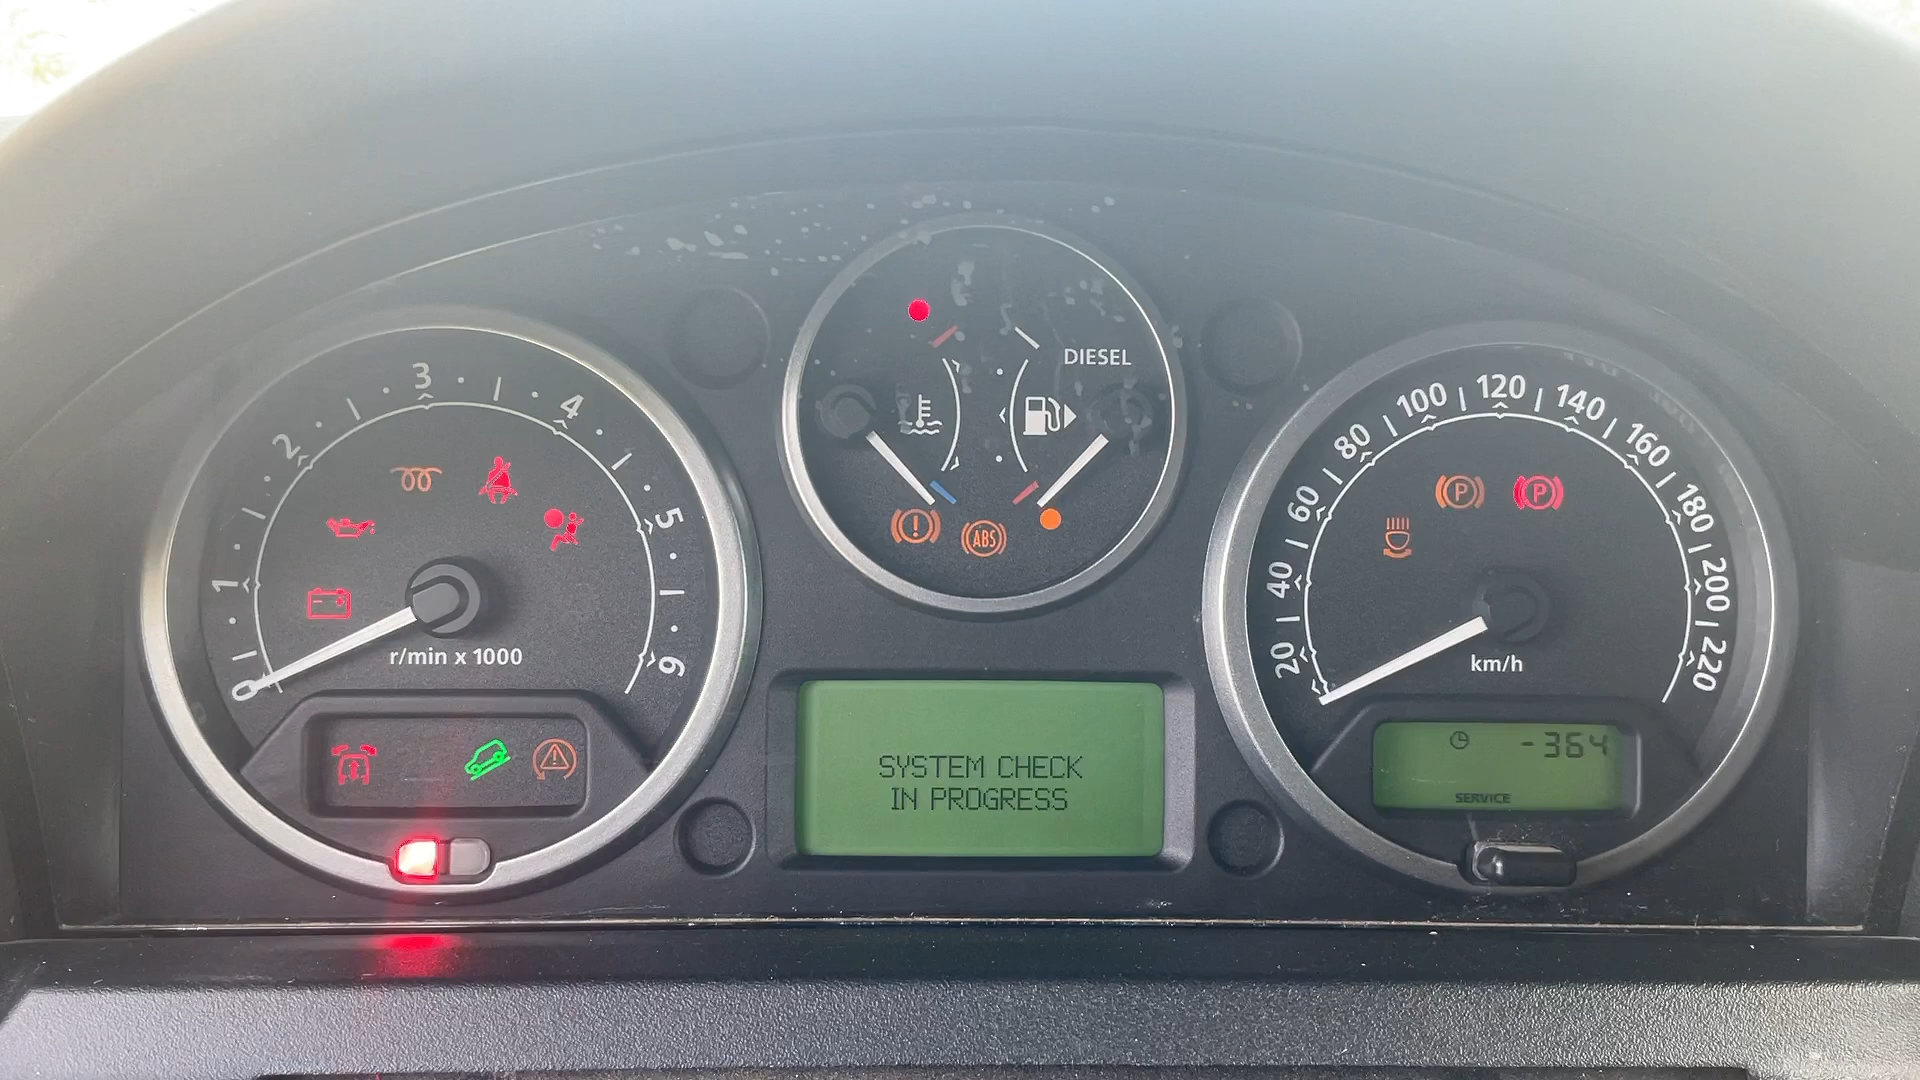 0
1
2
3
4
5
6
r/min x 1000
DIESEL
!
ABS
20
40
60
80
100
120
140
160
180
200
220
P
P
km/h
SYSTEM CHECK
IN PROGRESS
-364
SERVICE